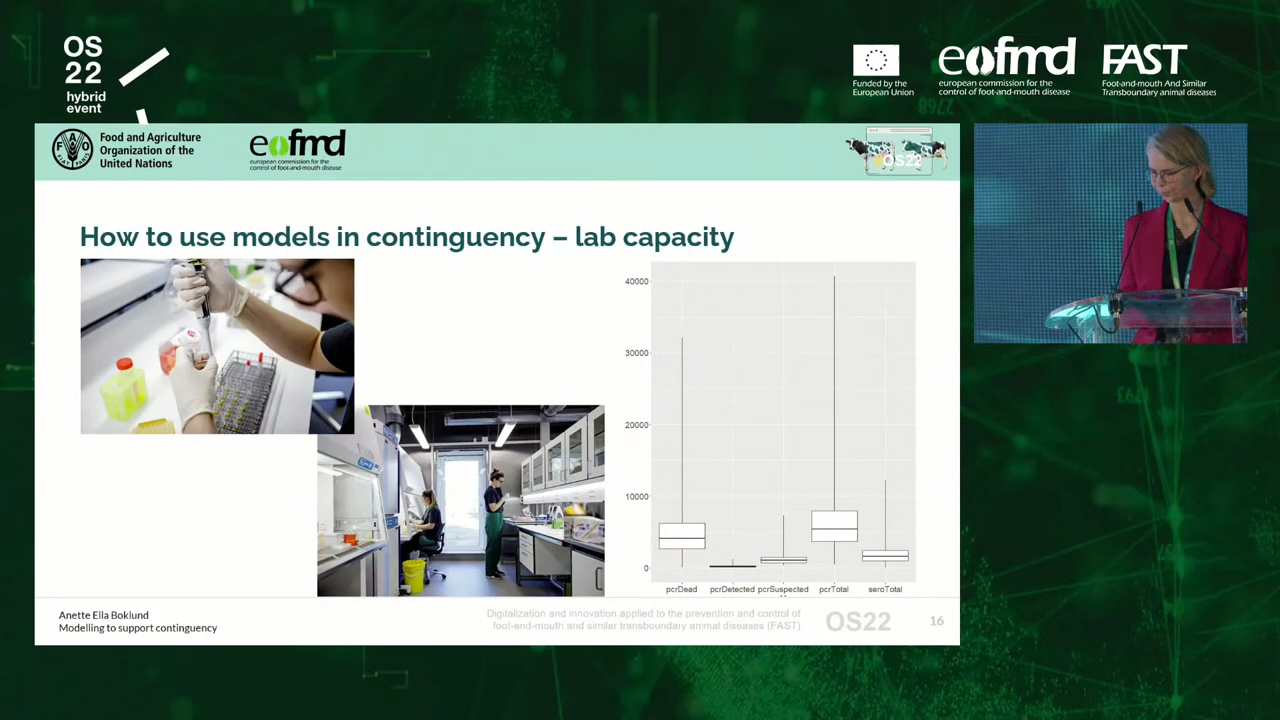 OS
22
hybrid
event
Funded by the
European Union
eofmd
european commission for the
control of foot-and-mouth disease
FAST
Foot-and-mouth And Similar
Transboundary animal diseases
Food and Agriculture
Organization of the
United Nations
eofmd
european commission for the
control of foot-and-mouth disease
OS22
How to use models in continguency – lab capacity
40000
30000
20000
10000
0
pcrDead
pcrDetected
pcrSuspected
pcrTotal
seroTotal
Anette Ella Boklund
Modelling to support contingency
Digitalization and innovation applied to the prevention and control of
foot-and-mouth and similar transboundary animal diseases (FAST)
OS22
16